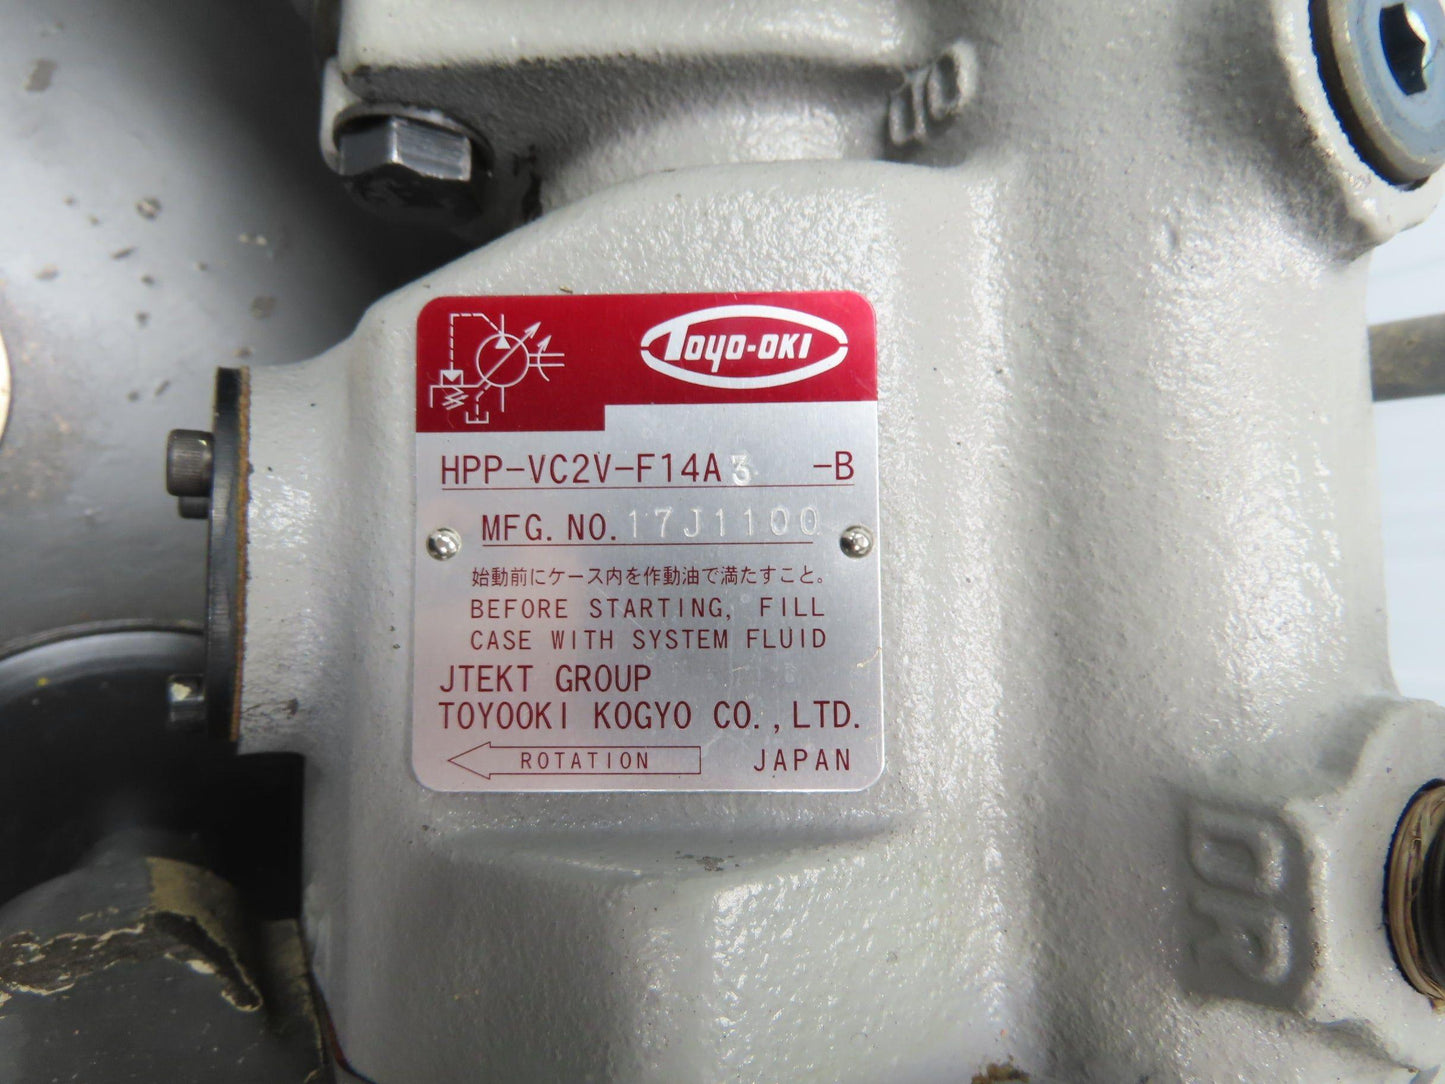 TOYO-OKI
HPP-VC2V-F14A3 -B
MFG. NO. 17J1100
始動前にケース内を作動油で満たすこと。
BEFORE STARTING, FILL
CASE WITH SYSTEM FLUID
JTEKT GROUP
TOYOOKI KOGYO CO., LTD.
ROTATION JAPAN
DR